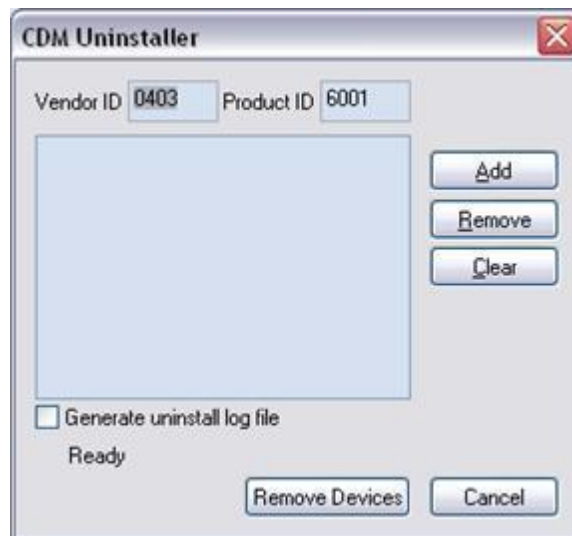 CDM Uninstaller
Vendor ID 0403 Product ID 6001
Add
Remove
Clear
Generate uninstall log file
Ready
Remove Devices Cancel